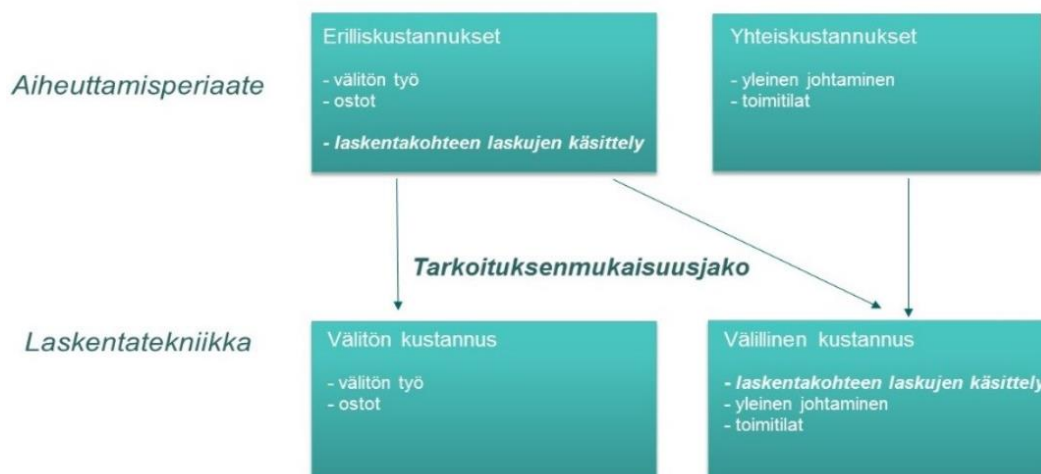 Aiheuttamisperiaate
Erilliskustannukset
- välitön työ
- ostot
- laskentakohteen laskujen käsittely
Yhteiskustannukset
- yleinen johtaminen
- toimitilat
Tarkoituksenmukaisuusjako
Laskentatekniikka
Välitön kustannus
- välitön työ
- ostot
Välillinen kustannus
- laskentakohteen laskujen käsittely
- yleinen johtaminen
- toimitilat